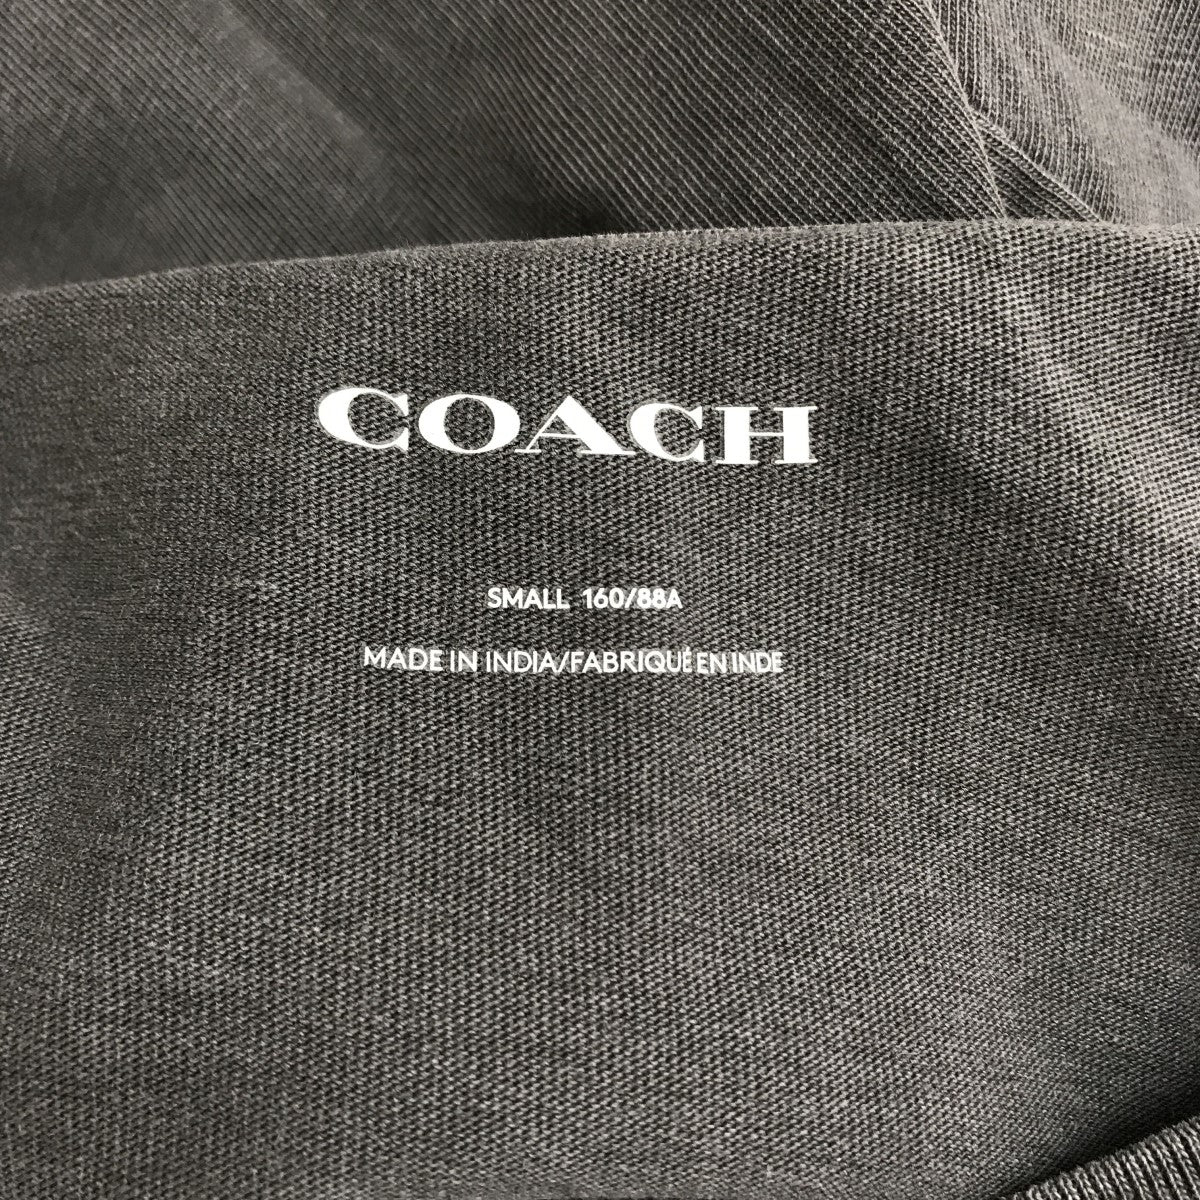 COACH
SMALL 160/88A
MADE IN INDIA/FABRIQUÉ EN INDE